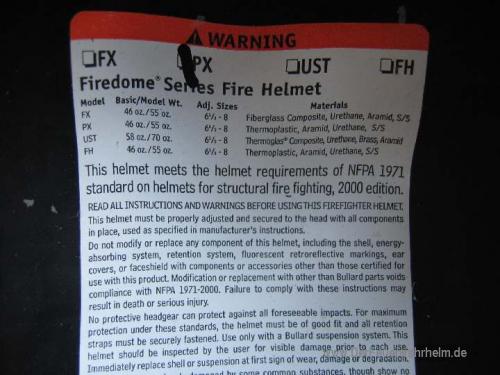 WARNING
FX PX UST FH
Firedome® Series Fire Helmet
Model Basic/Model Wt. Adj. Sizes Materials
FX 46 oz./55 oz. 6½ - 8 Fiberglass Composite, Urethane, Aramid, S/S
PX 46 oz./55 oz. 6½ - 8 Thermoplastic, Aramid, Urethane, S/S
UST 58 oz./70 oz. 6½ - 8 Thermoglas® Composite, Urethane, Brass, Aramid
FH 46 oz./55 oz. 6½ - 8 Thermoplastic, Aramid, Urethane, S/S
This helmet meets the helmet requirements of NFPA 1971
standard on helmets for structural fire fighting, 2000 edition.
READ ALL INSTRUCTIONS AND WARNINGS BEFORE USING THIS FIREFIGHTER HELMET.
This helmet must be properly adjusted and secured to the head with all components
in place, used as specified in manufacturer's instructions.
Do not modify or replace any component of this helmet, including the shell, energy-
absorbing system, retention system, fluorescent retroreflective markings, ear
covers, or faceshield with components or accessories other than those certified for
use with this product. Modification or replacement with other than Bullard parts voids
compliance with NFPA 1971-2000. Failure to comply with these instructions may
result in death or serious injury.
No protective headgear can protect against all foreseeable impacts. For maximum
protection under these standards, the helmet must be of good fit and all retention
straps must be securely fastened. Use only with a Bullard suspension system. This
helmet should be inspected by the user for visible damage prior to each use.
Immediately replace shell or suspension at first sign of wear, damage or degradation.
damaged by some common substances, though show no
hrhelm.de